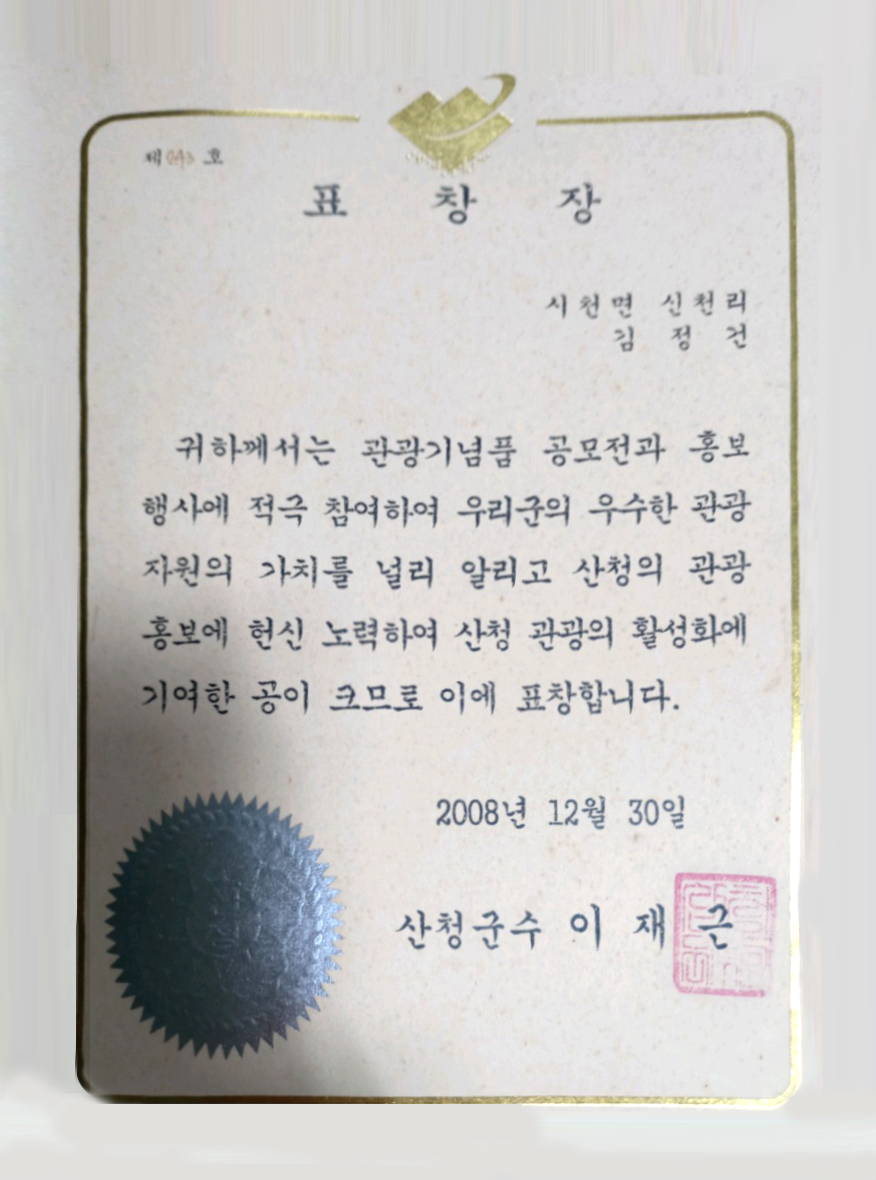 제 호
표 창 장
시천면 신천리
김 정 건
귀하께서는 관광기념품 공모전과 홍보
행사에 적극 참여하여 우리군의 우수한 관광
자원의 가치를 널리 알리고 산청의 관광
홍보에 헌신 노력하여 산청 관광의 활성화에
기여한 공이 크므로 이에 표창합니다.
2008년 12월 30일
산청군수 이 재 근